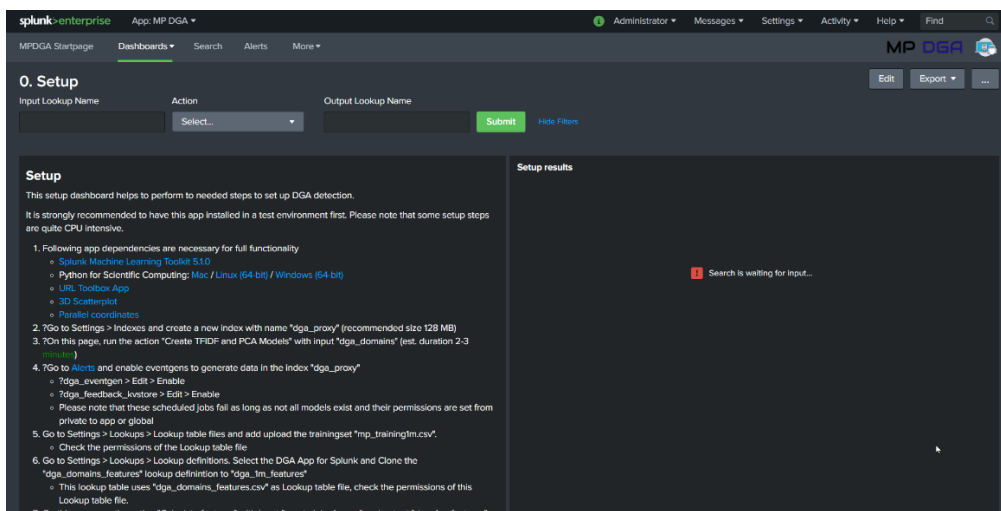 splunk>enterprise App: MP DGA ▾ i Administrator ▾ Messages ▾ Settings ▾ Activity ▾ Help ▾ Find
MPDGA Startpage Dashboards ▾ Search Alerts More ▾ MP DGA
0. Setup Edit Export ▾ ...
Input Lookup Name Action Output Lookup Name
Select... Submit Hide Filters
Setup
This setup dashboard helps to perform to needed steps to set up DGA detection.
It is strongly recommended to have this app installed in a test environment first. Please note that some setup steps
are quite CPU intensive.
1. Following app dependencies are necessary for full functionality
Splunk Machine Learning Toolkit 5.1.0
Python for Scientific Computing: Mac / Linux (64-bit) / Windows (64-bit)
URL Toolbox App
3D Scatterplot
Parallel coordinates
2. ?Go to Settings > Indexes and create a new index with name "dga_proxy" (recommended size 128 MB)
3. ?On this page, run the action "Create TFIDF and PCA Models" with input "dga_domains" (est. duration 2-3
minutes)
4. ?Go to Alerts and enable eventgens to generate data in the index "dga_proxy"
?dga_eventgen > Edit > Enable
?dga_feedback_kvstore > Edit > Enable
Please note that these scheduled jobs fail as long as not all models exist and their permissions are set from
private to app or global
5. Go to Settings > Lookups > Lookup table files and add upload the trainingset "mp_training1m.csv".
Check the permissions of the Lookup table file
6. Go to Settings > Lookups > Lookup definitions. Select the DGA App for Splunk and Clone the
"dga_domains_features" lookup definintion to "dga_1m_features"
This lookup table uses "dga_domains_features.csv" as Lookup table file, check the permissions of this
Lookup table file.
Setup results
Search is waiting for input...